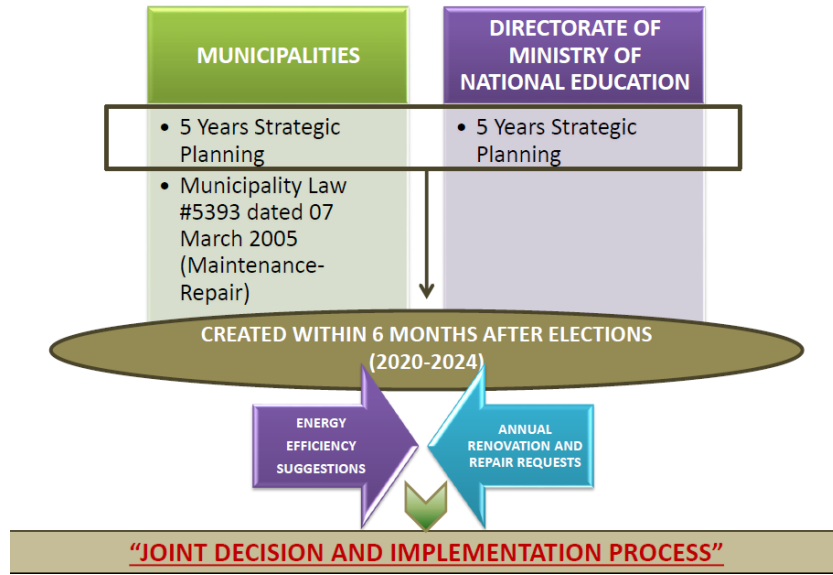 MUNICIPALITIES
DIRECTORATE OF
MINISTRY OF
NATIONAL EDUCATION
• 5 Years Strategic
Planning
• Municipality Law
#5393 dated 07
March 2005
(Maintenance-
Repair)
• 5 Years Strategic
Planning
CREATED WITHIN 6 MONTHS AFTER ELECTIONS
(2020-2024)
ENERGY
EFFICIENCY
SUGGESTIONS
ANNUAL
RENOVATION AND
REPAIR REQUESTS
“JOINT DECISION AND IMPLEMENTATION PROCESS”